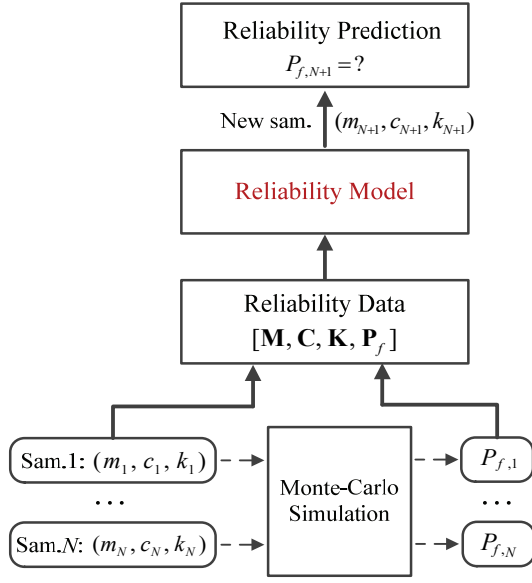 Reliability Prediction
P_{f,N+1} = ?
New sam. (m_{N+1}, c_{N+1}, k_{N+1})
Reliability Model
Reliability Data
[M, C, K, P_f]
Sam.1: (m_1, c_1, k_1)
P_{f,1}
...
Monte-Carlo
Simulation
...
Sam.N: (m_N, c_N, k_N)
P_{f,N}